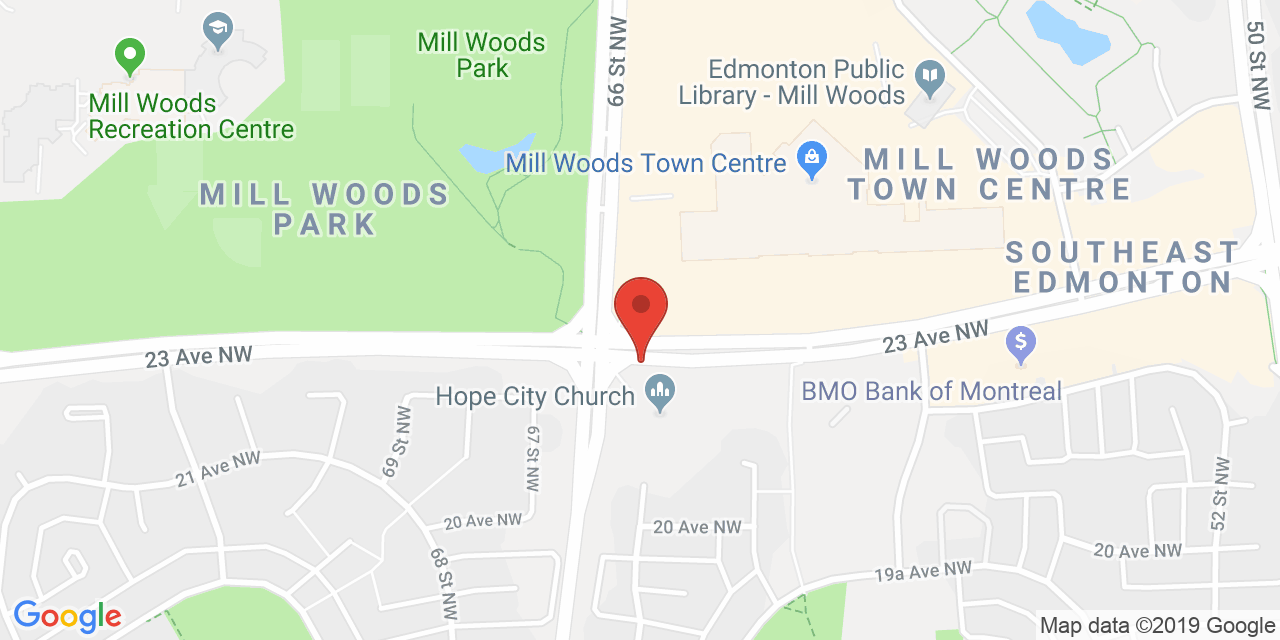 Mill Woods
Park
66 St NW
50 St NW
Edmonton Public
Library - Mill Woods
Mill Woods
Recreation Centre
Mill Woods Town Centre
MILL WOODS
TOWN CENTRE
MILL WOODS
PARK
SOUTHEAST
EDMONTON
23 Ave NW
23 Ave NW
$
Hope City Church
BMO Bank of Montreal
69 St NW
67 St NW
21 Ave NW
52 St NW
20 Ave NW
20 Ave NW
20 Ave NW
68 St NW
19a Ave NW
Google
Map data ©2019 Google